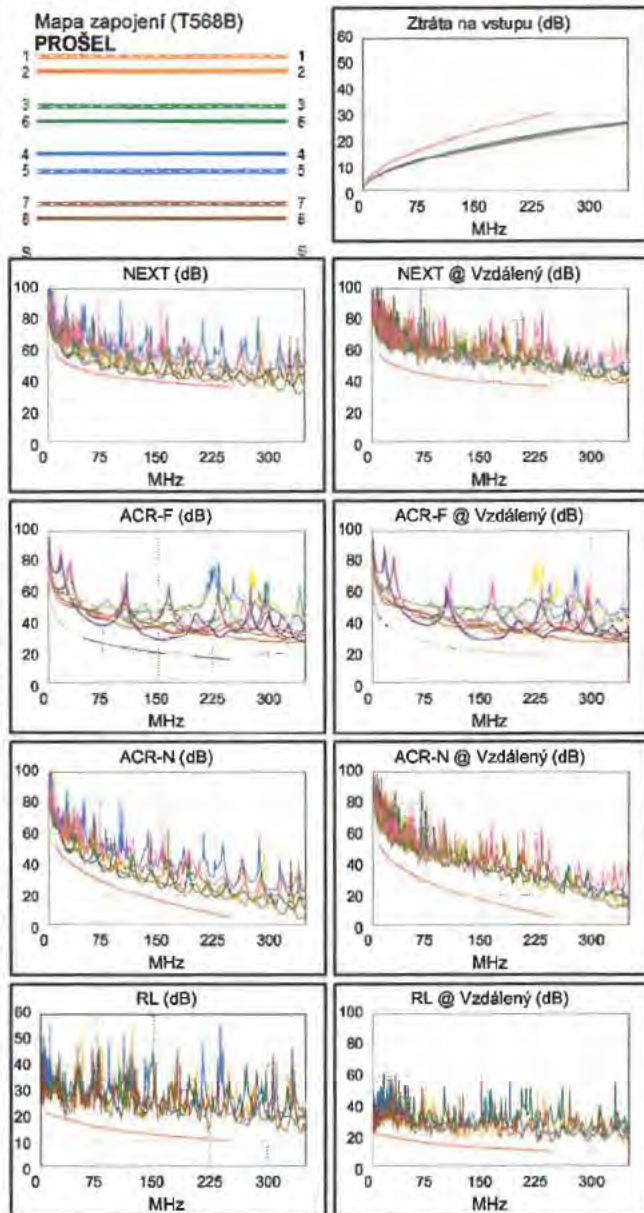 Mapa zapojení (T568B)
PROŠEL
1 1
2 2
3 3
6 6
4 4
5 5
7 7
8 8
S S
Ztráta na vstupu (dB)
60
50
40
30
20
10
0
0 75 150 225 300
MHz
NEXT (dB)
100
80
60
40
20
0
0 75 150 225 300
MHz
NEXT @ Vzdálený (dB)
100
80
60
40
20
0
0 75 150 225 300
MHz
ACR-F (dB)
100
80
60
40
20
0
0 75 150 225 300
MHz
ACR-F @ Vzdálený (dB)
100
80
60
40
20
0
0 75 150 225 300
MHz
ACR-N (dB)
100
80
60
40
20
0
0 75 150 225 300
MHz
ACR-N @ Vzdálený (dB)
100
80
60
40
20
0
0 75 150 225 300
MHz
RL (dB)
60
50
40
30
20
10
0
0 75 150 225 300
MHz
RL @ Vzdálený (dB)
100
80
60
40
20
0
0 75 150 225 300
MHz